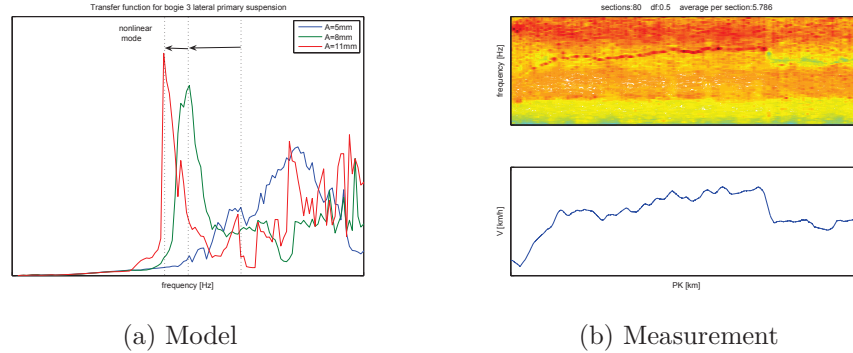 Transfer function for bogie 3 lateral primary suspension
nonlinear
mode
A=5mm
A=8mm
A=11mm
frequency [Hz]
(a) Model
sections:80 df:0.5 average per section:5.786
frequency [Hz]
V [km/h]
PK [km]
(b) Measurement